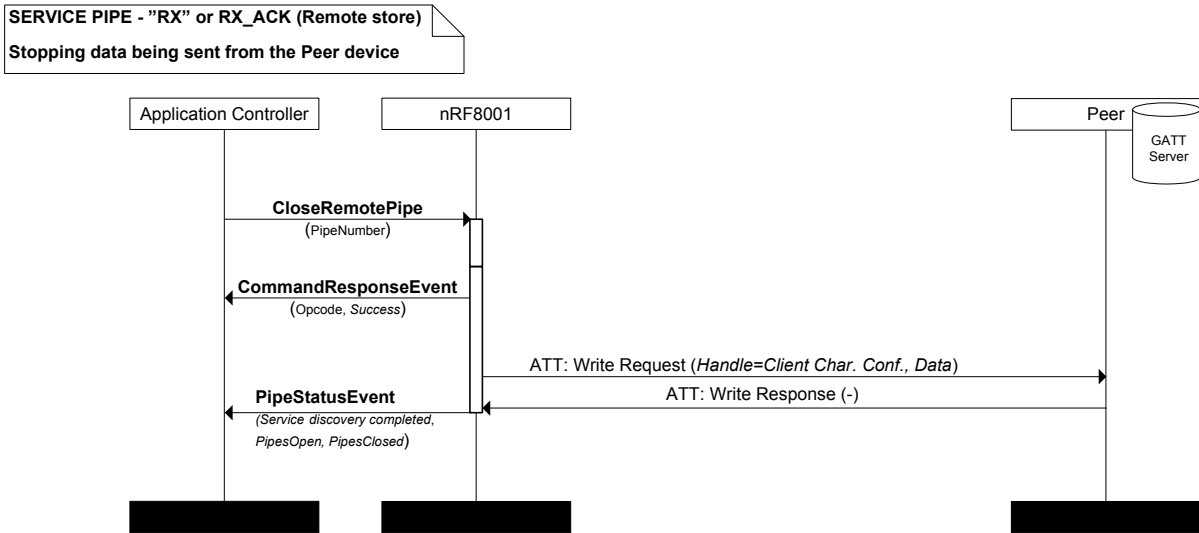 SERVICE PIPE - ”RX” or RX_ACK (Remote store)
Stopping data being sent from the Peer device
Application Controller
nRF8001
Peer
GATT
Server
CloseRemotePipe
(PipeNumber)
CommandResponseEvent
(Opcode, Success)
ATT: Write Request (Handle=Client Char. Conf., Data)
ATT: Write Response (-)
PipeStatusEvent
(Service discovery completed,
PipesOpen, PipesClosed)